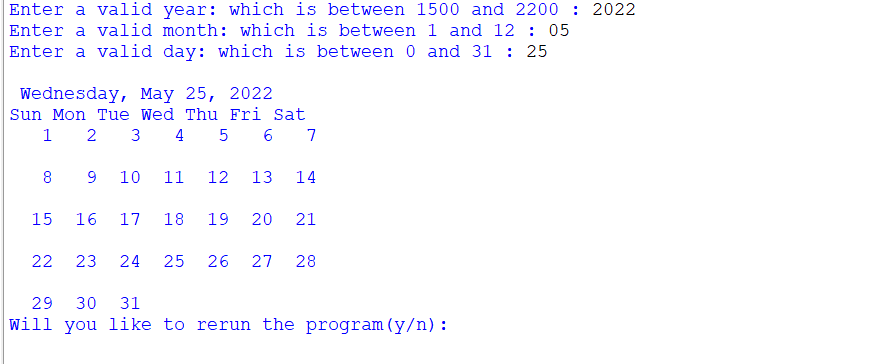 Enter a valid year: which is between 1500 and 2200 : 2022
Enter a valid month: which is between 1 and 12 : 05
Enter a valid day: which is between 0 and 31 : 25
Wednesday, May 25, 2022
Sun Mon Tue Wed Thu Fri Sat
1 2 3 4 5 6 7
8 9 10 11 12 13 14
15 16 17 18 19 20 21
22 23 24 25 26 27 28
29 30 31
Will you like to rerun the program(y/n):